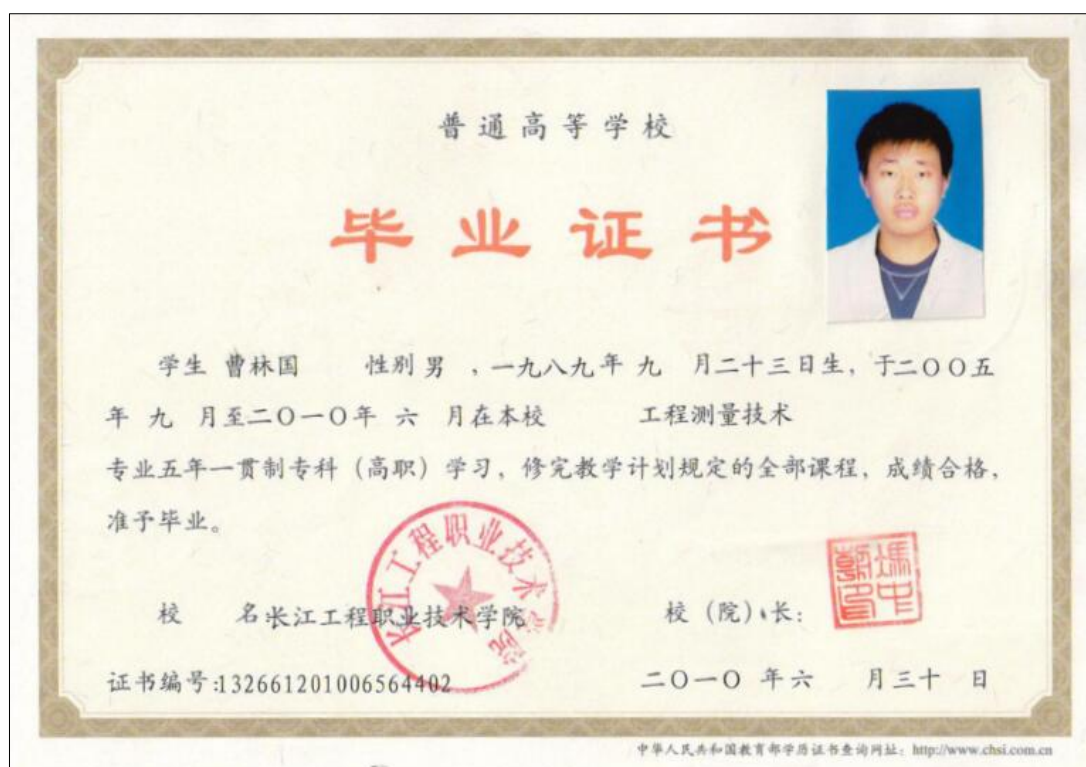 普通高等学校
毕业证书
学生 曹林国 性别 男 ，一九八九年 九 月二十三日生，于二〇〇五
年 九 月至二〇一〇年 六 月在本校 工程测量技术
专业五年一贯制专科（高职）学习，修完教学计划规定的全部课程，成绩合格，
准予毕业。
长江工程职业技术学院
校 名：长江工程职业技术学院 校（院）长：
证书编号:132661201006564402 二〇一〇 年 六 月三十 日
中华人民共和国教育部学历证书查询网址：http://www.chsi.com.cn